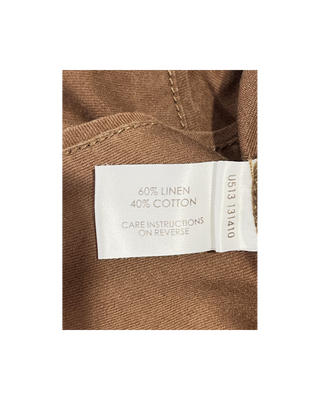 60% LINEN
40% COTTON
CARE INSTRUCTIONS
ON REVERSE
U513 131410